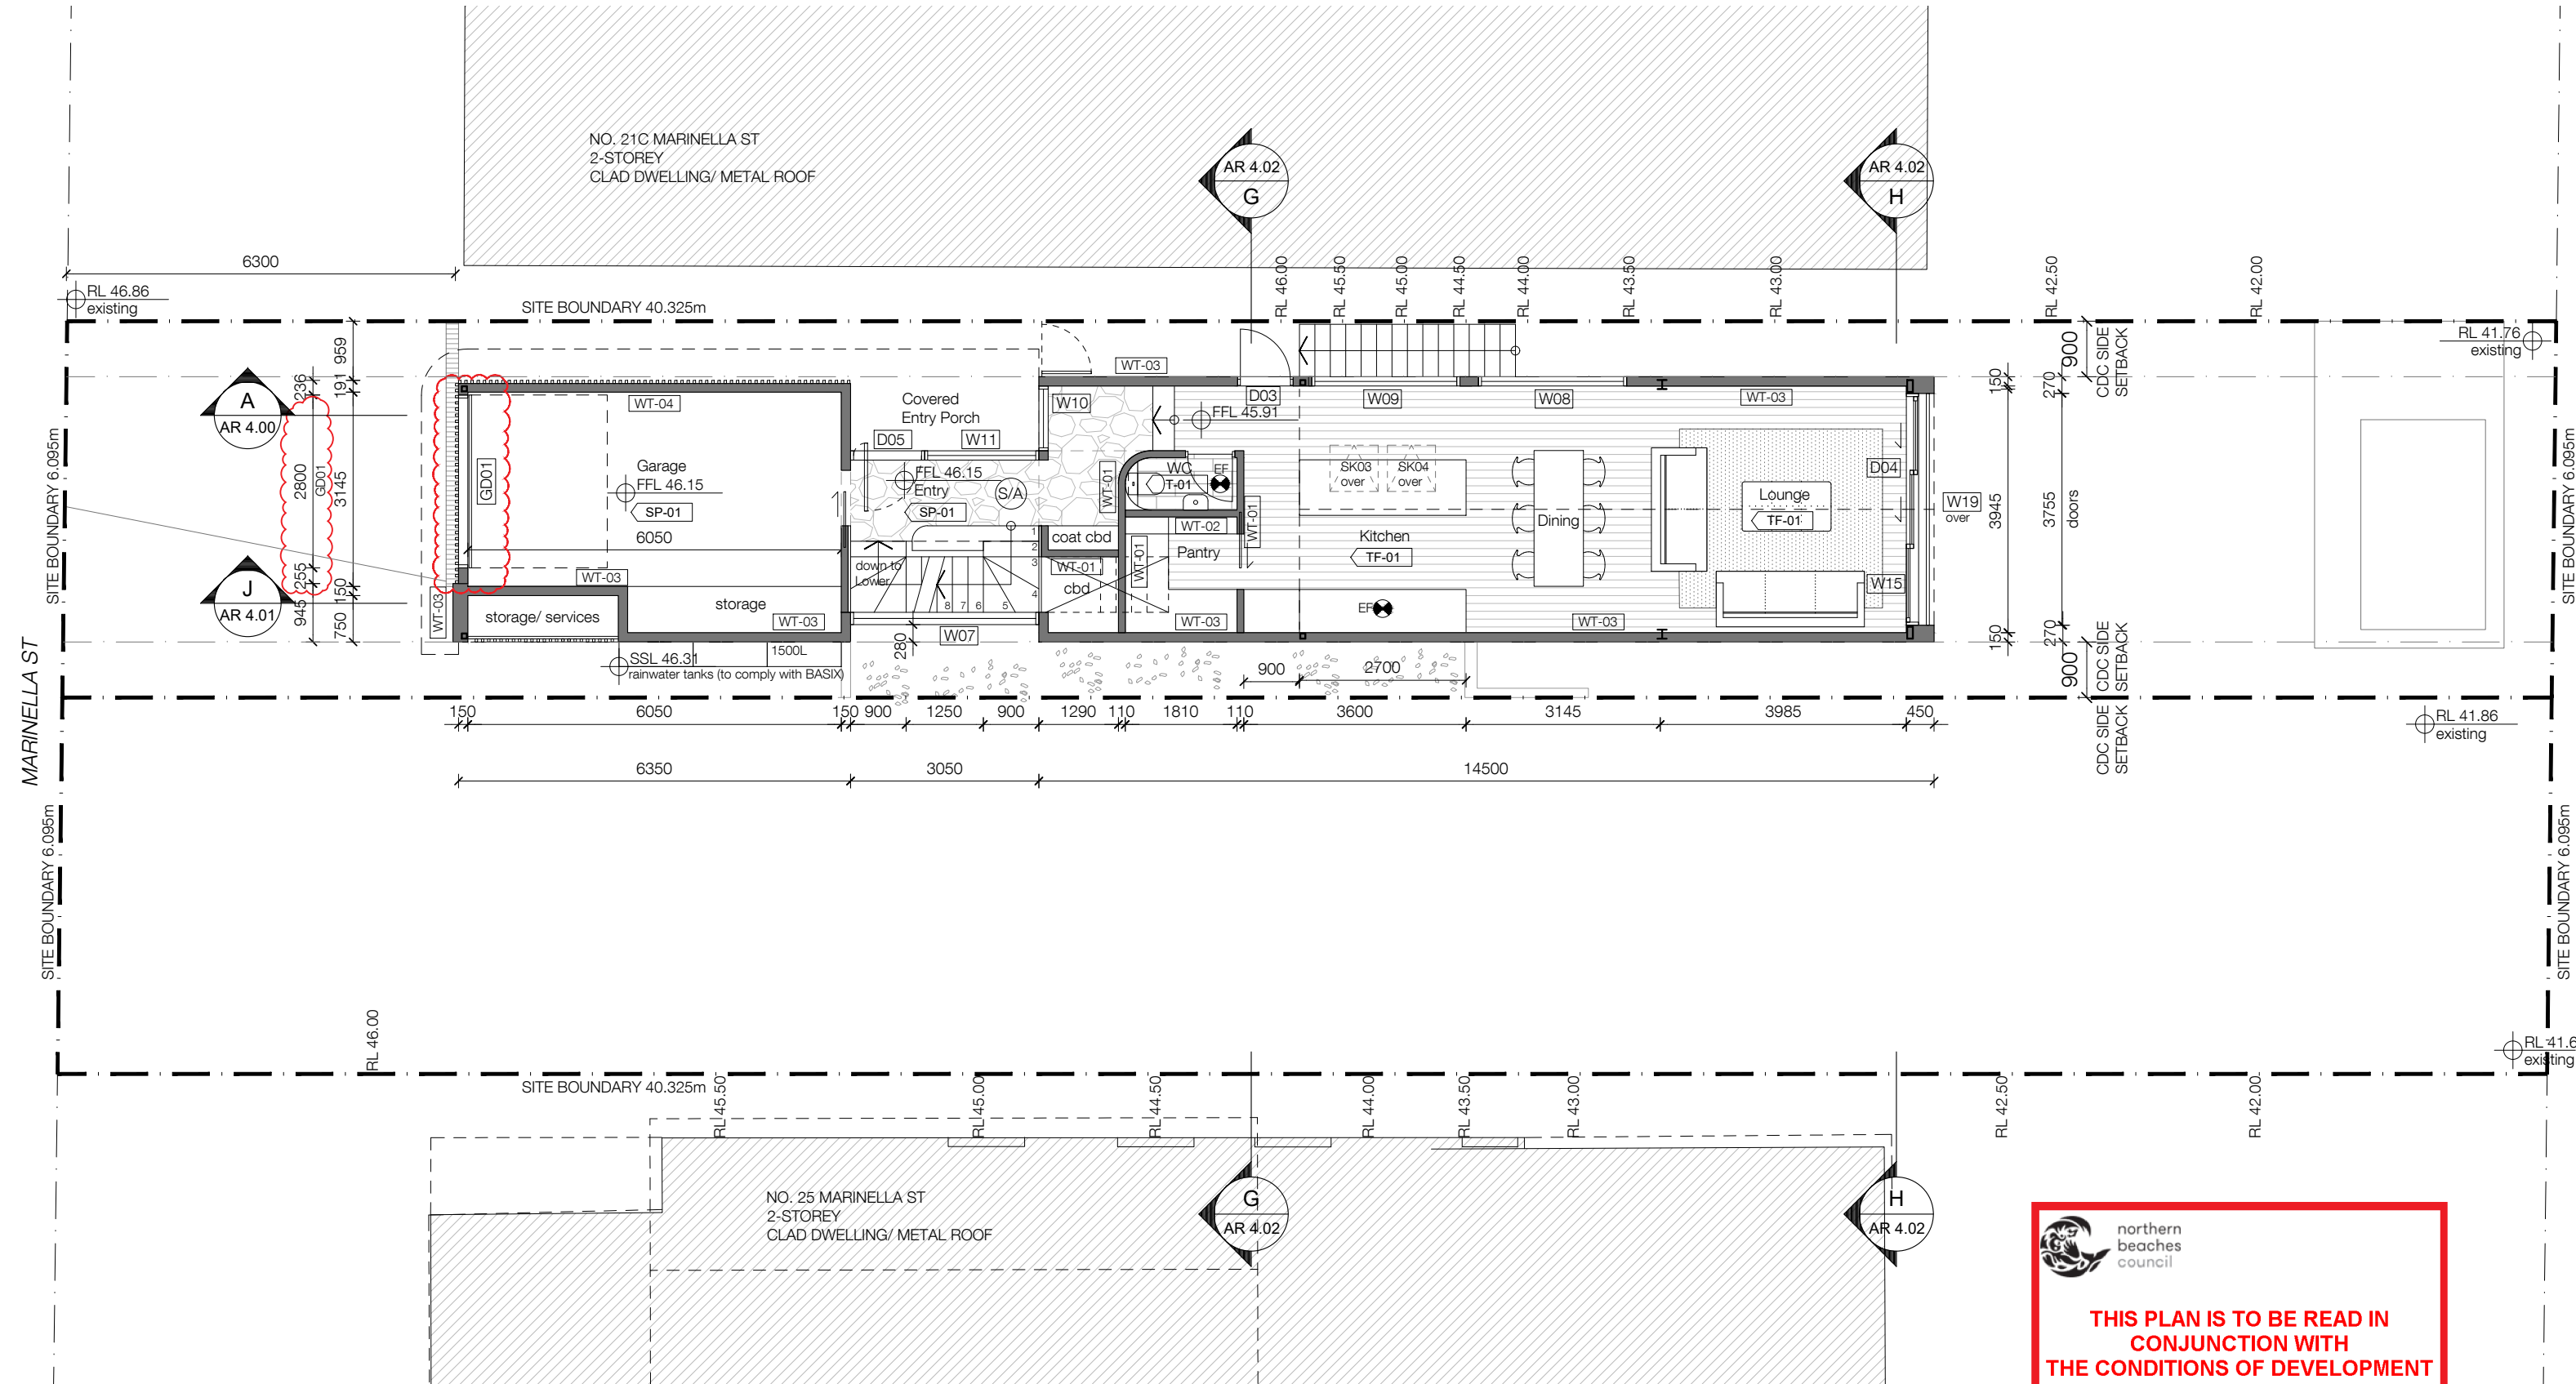 NO. 21C MARINELLA ST
2-STOREY
CLAD DWELLING/ METAL ROOF
AR 4.02
G
AR 4.02
H
6300
RL 46.86
existing
SITE BOUNDARY 40.325m
RL 46.00
RL 45.50
RL 45.00
RL 44.50
RL 44.00
RL 43.50
RL 43.00
RL 42.50
RL 42.00
RL 41.76
existing
900
CDC SIDE
SETBACK
959
191
236
2800
GD01
3145
255
150
945
750
A
AR 4.00
J
AR 4.01
SITE BOUNDARY 6.095m
MARINELLA ST
GD01
WT-04
Garage
FFL 46.15
SP-01
6050
WT-03
WT-03
storage/ services
storage
WT-03
SSL 46.31
1500L
rainwater tanks (to comply with BASIX)
Covered
Entry Porch
D05
W11
FFL 46.15
Entry
S/A
SP-01
down to
Lower
1
2
3
4
5
6
7
8
W07
280
W10
WT-03
WT-01
WC
EF
T-01
WT-02
WT-01
coat cbd
WT-01
cbd
WT-01
Pantry
WT-03
FFL 45.91
D03
W09
W08
WT-03
SK03
over
SK04
over
Kitchen
TF-01
EF
Dining
WT-03
Lounge
TF-01
D04
W15
W19
over
150
3945
150
270
3755
doors
270
900
CDC SIDE
SETBACK
CDC SIDE
SETBACK
SITE BOUNDARY 6.095m
900
2700
150
6050
150
900
1250
900
1290
110
1810
110
3600
3145
3985
450
6350
3050
14500
RL 41.86
existing
SITE BOUNDARY 6.095m
SITE BOUNDARY 6.095m
RL 46.00
SITE BOUNDARY 40.325m
RL 45.50
RL 45.00
RL 44.50
RL 44.00
RL 43.50
RL 43.00
RL 42.50
RL 42.00
RL 41.6
existing
NO. 25 MARINELLA ST
2-STOREY
CLAD DWELLING/ METAL ROOF
G
AR 4.02
H
AR 4.02
northern
beaches
council
THIS PLAN IS TO BE READ IN
CONJUNCTION WITH
THE CONDITIONS OF DEVELOPMENT